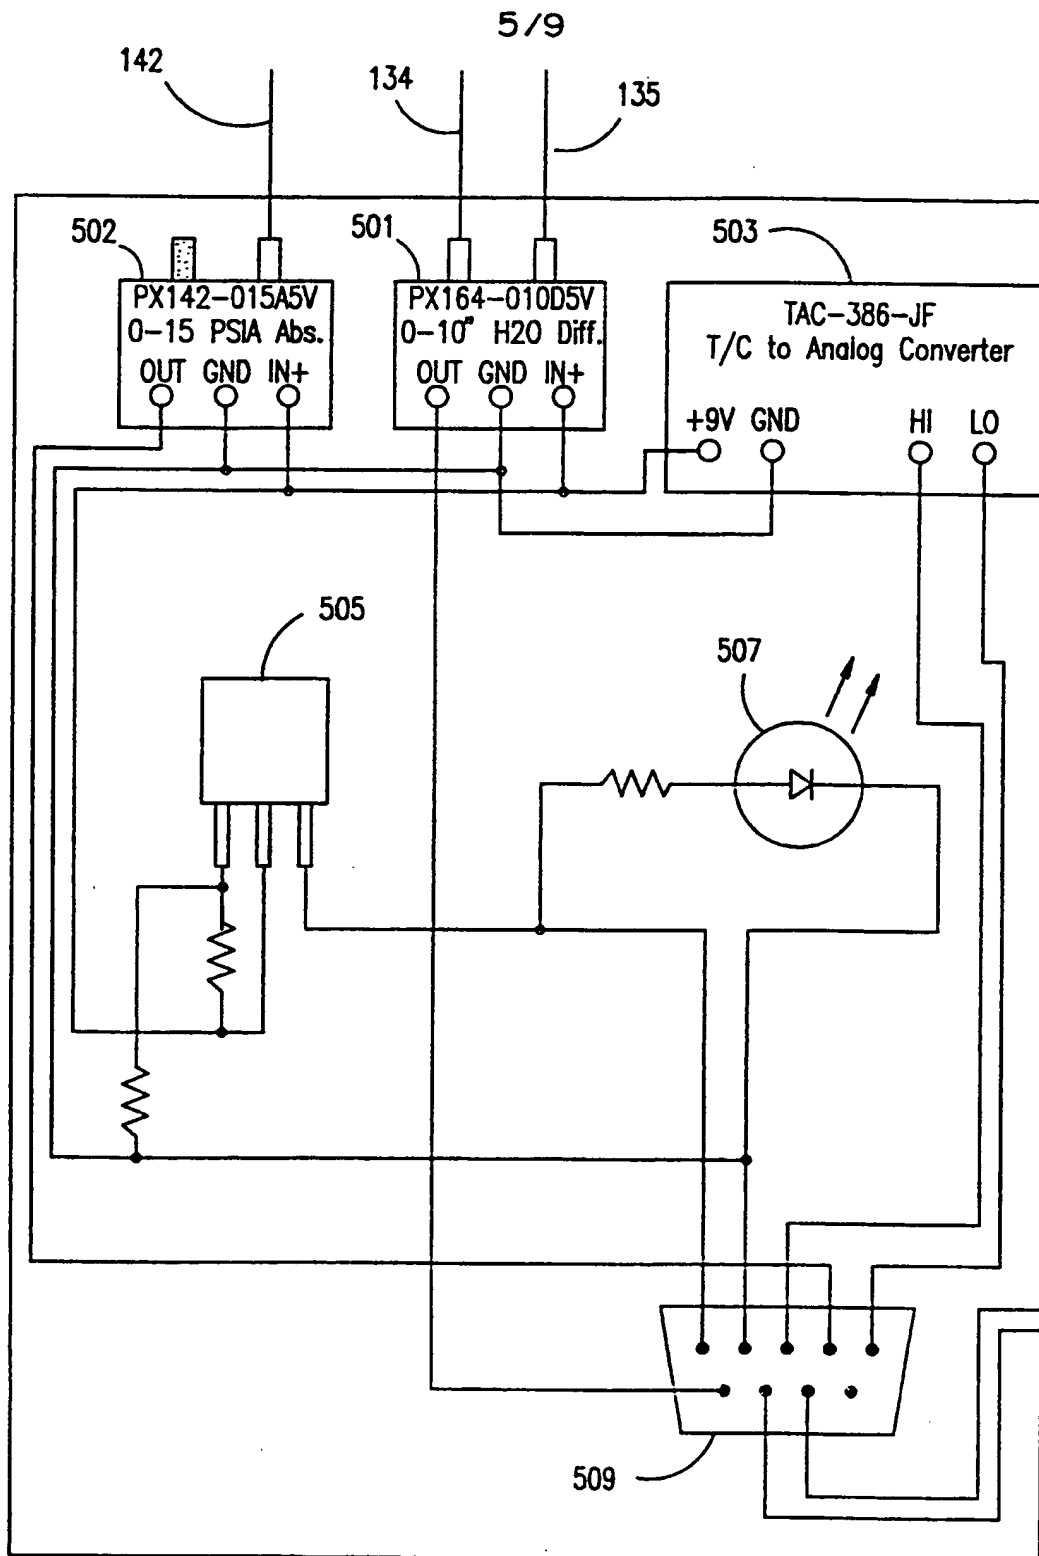 5/9
142
134
135
502
501
503
PX142-015A5V
0-15 PSIA Abs.
OUT GND IN+
PX164-010D5V
0-10" H2O Diff.
OUT GND IN+
TAC-386-JF
T/C to Analog Converter
+9V GND HI LO
505
507
509